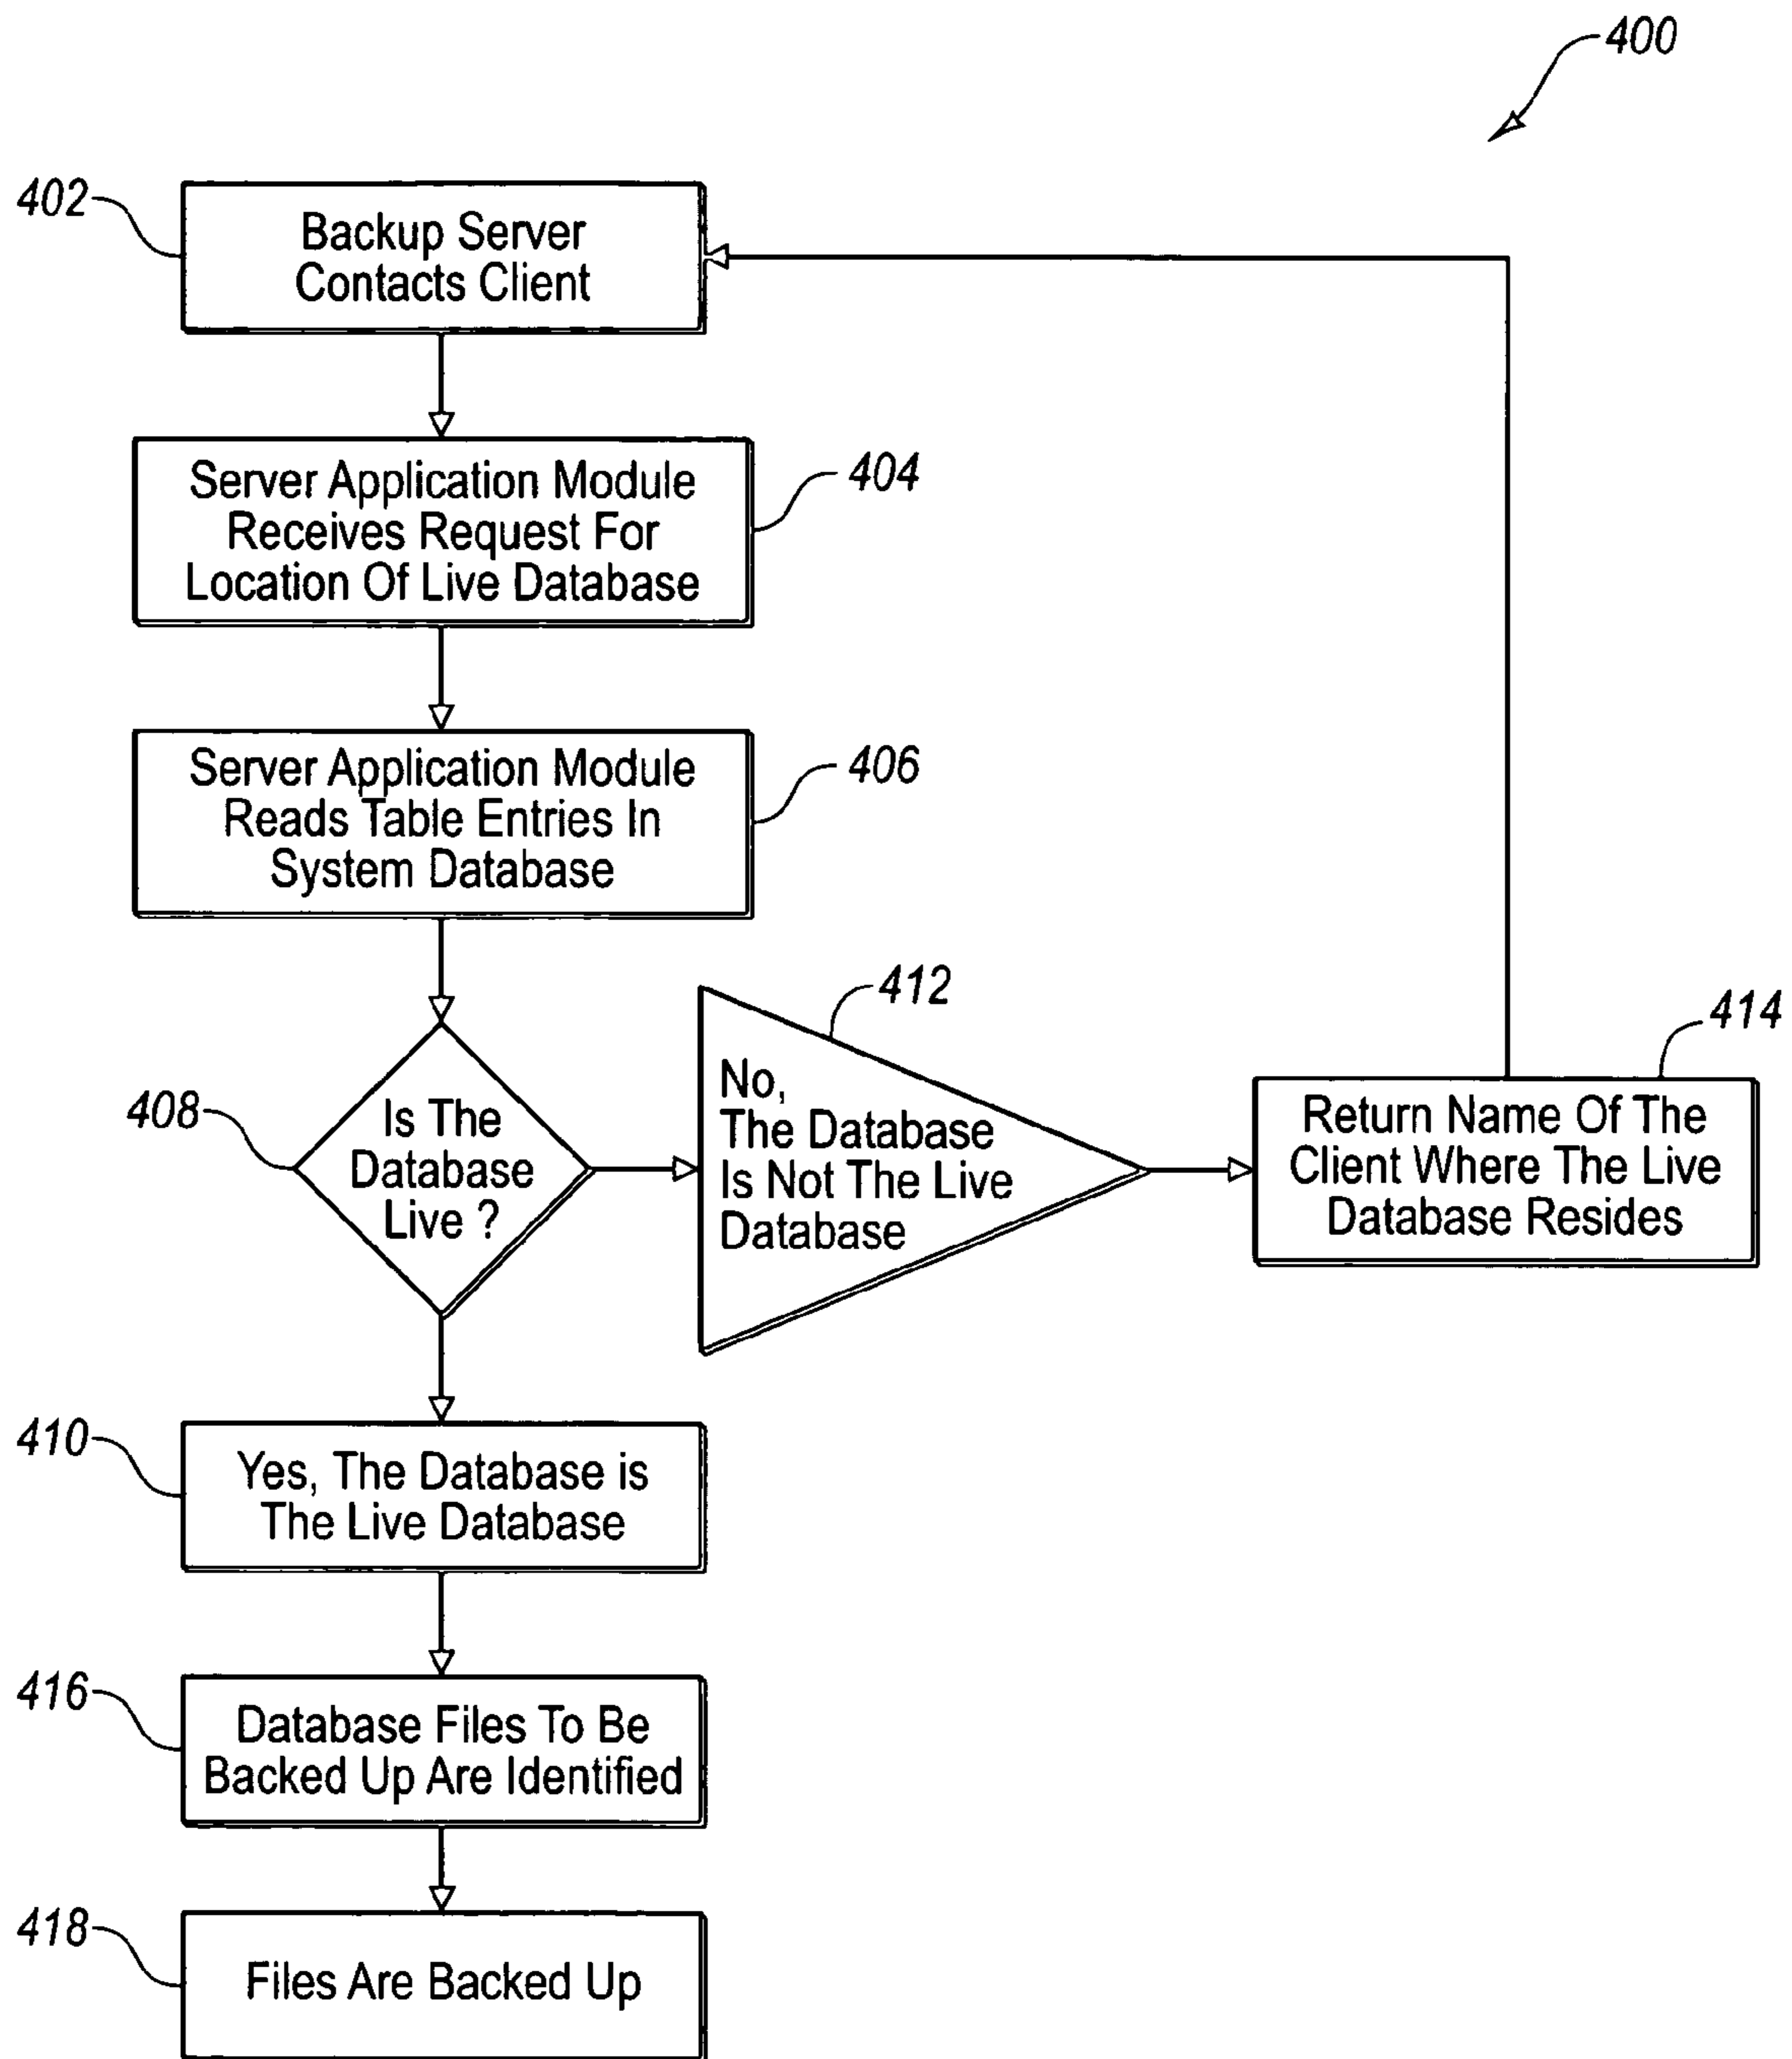 400
402
Backup Server
Contacts Client
Server Application Module
Receives Request For
Location Of Live Database
404
Server Application Module
Reads Table Entries In
System Database
406
408
Is The
Database
Live ?
412
No,
The Database
Is Not The Live
Database
414
Return Name Of The
Client Where The Live
Database Resides
410
Yes, The Database is
The Live Database
416
Database Files To Be
Backed Up Are Identified
418
Files Are Backed Up